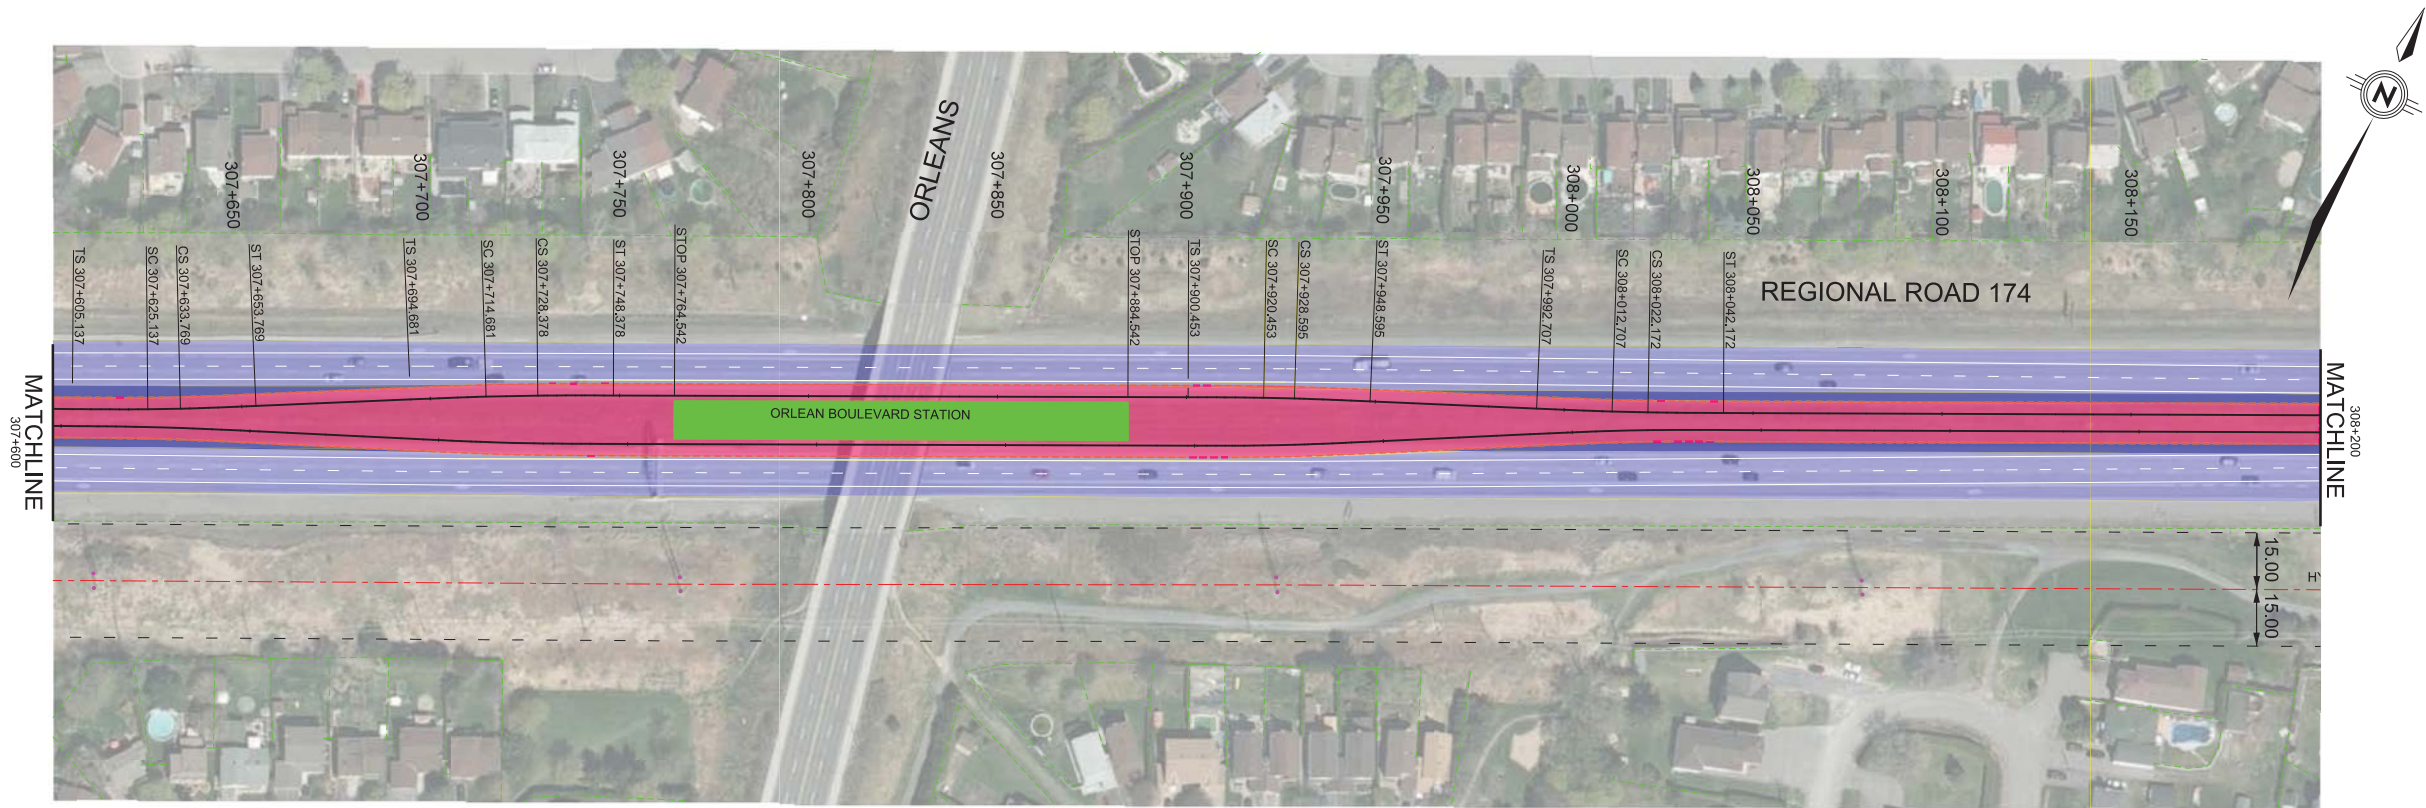 N
ORLEANS
307+650
307+700
307+750
307+800
307+850
307+900
307+950
308+000
308+050
308+100
308+150
TS 307+605.137
SC 307+625.137
CS 307+633.769
ST 307+653.769
TS 307+694.681
SC 307+714.681
CS 307+728.378
ST 307+748.378
STOP 307+764.542
STOP 307+884.542
TS 307+900.453
SC 307+920.453
CS 307+928.595
ST 307+948.595
TS 307+992.707
SC 308+012.707
CS 308+022.172
ST 308+042.172
REGIONAL ROAD 174
MATCHLINE
307+600
ORLEAN BOULEVARD STATION
MATCHLINE
308+200
15.00
15.00
HY